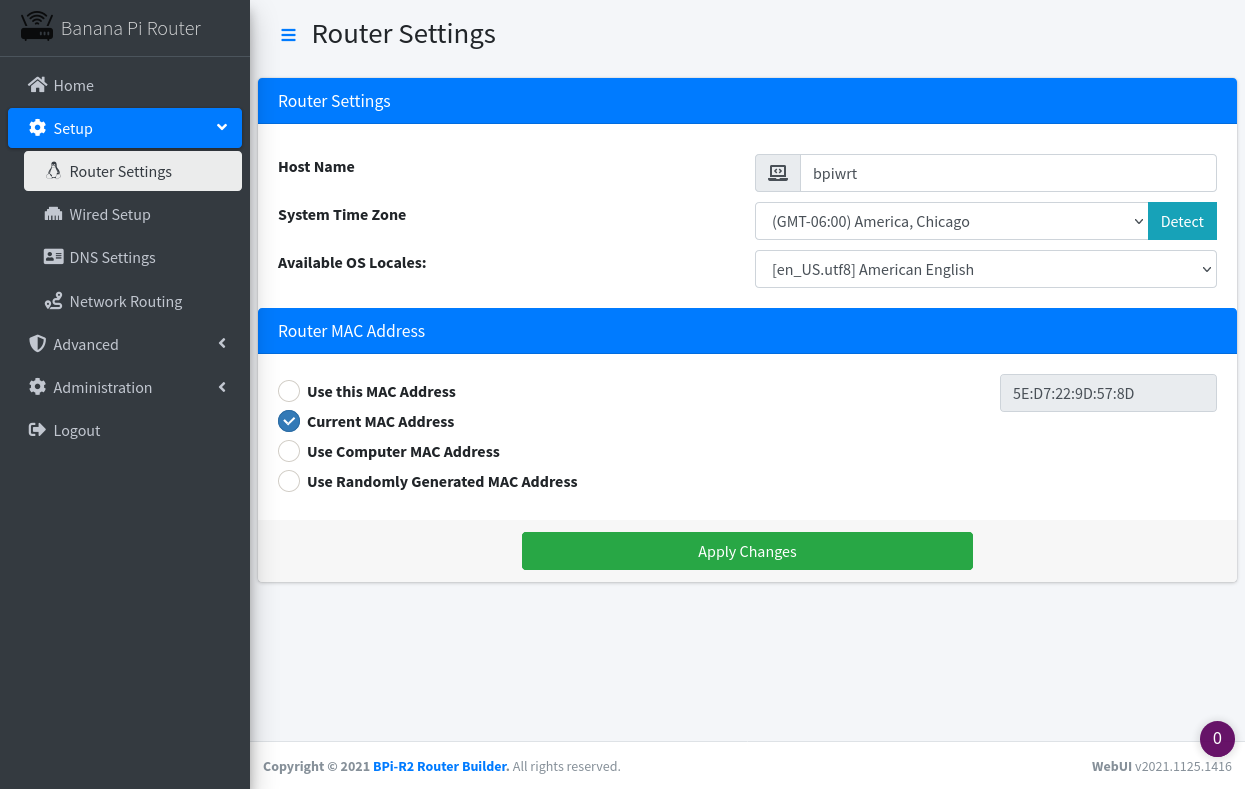 Banana Pi Router
Home
Setup
Router Settings
Wired Setup
DNS Settings
Network Routing
Advanced
Administration
Logout
Router Settings
Router Settings
Host Name
bpiwrt
System Time Zone
(GMT-06:00) America, Chicago
Detect
Available OS Locales:
[en_US.utf8] American English
Router MAC Address
Use this MAC Address
5E:D7:22:9D:57:8D
Current MAC Address
Use Computer MAC Address
Use Randomly Generated MAC Address
Apply Changes
0
Copyright © 2021 BPi-R2 Router Builder. All rights reserved.
WebUI v2021.1125.1416